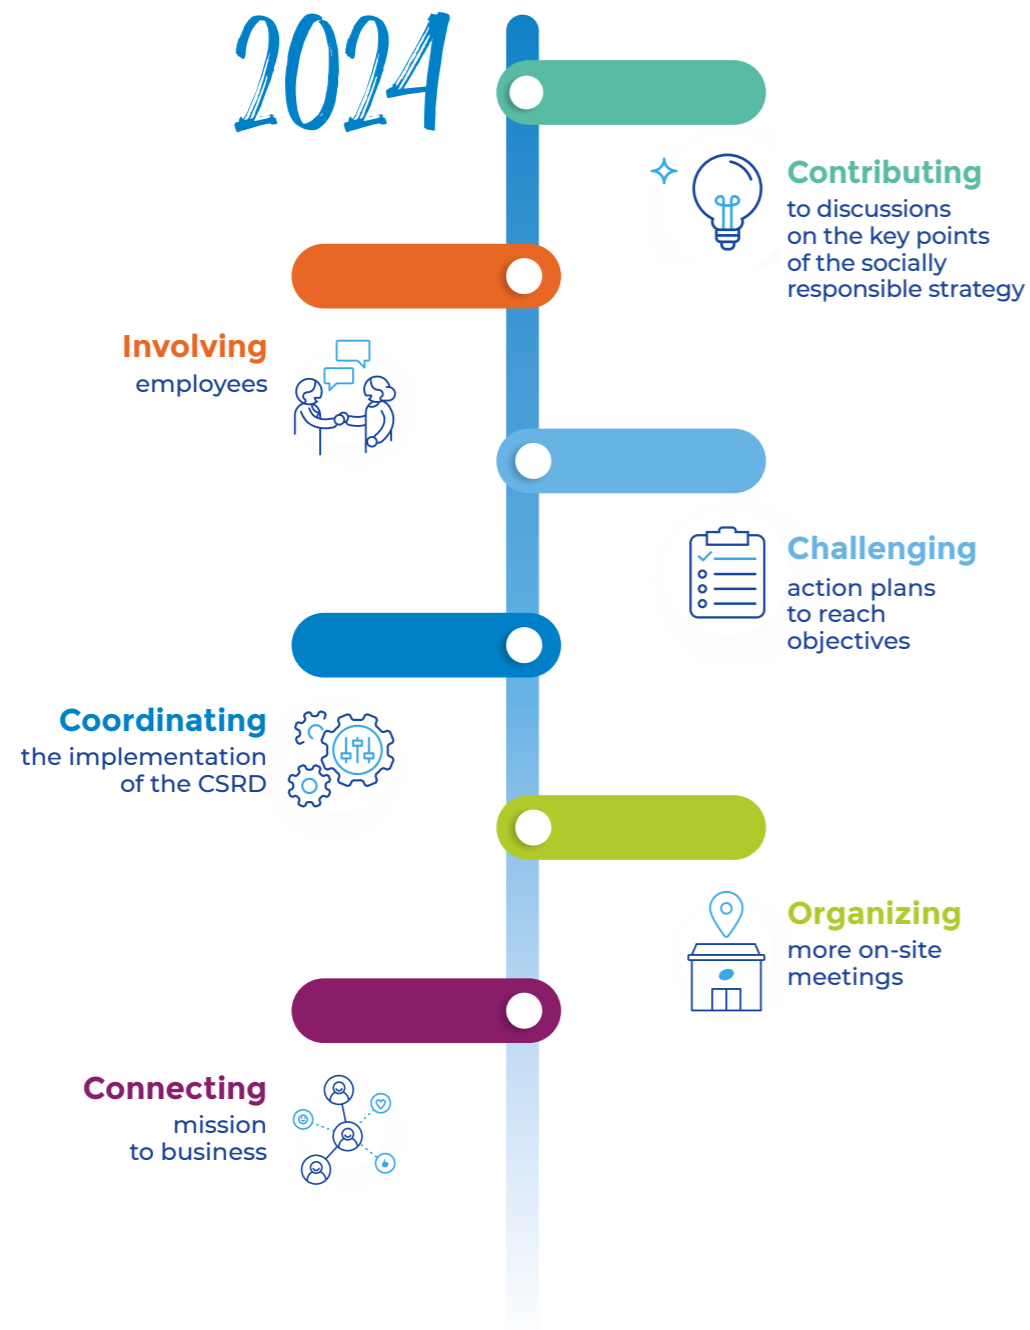 2024
Contributing
to discussions
on the key points
of the socially
responsible strategy
Involving
employees
Challenging
action plans
to reach
objectives
Coordinating
the implementation
of the CSRD
Organizing
more on-site
meetings
Connecting
mission
to business